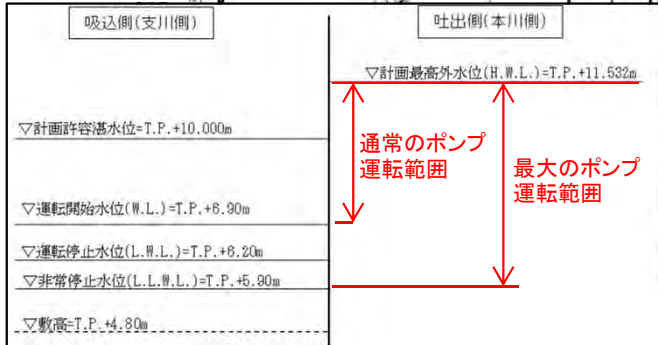 吸込側(支川側)
吐出側(本川側)
▽計画最高外水位(H.W.L.)=T.P.+11.532m
▽計画許容湛水位=T.P.+10.000m
通常のポンプ
運転範囲
最大のポンプ
運転範囲
▽運転開始水位(W.L.)=T.P.+6.90m
▽運転停止水位(L.W.L.)=T.P.+6.20m
▽非常停止水位(L.L.W.L.)=T.P.+5.90m
▽敷高=T.P.+4.80m